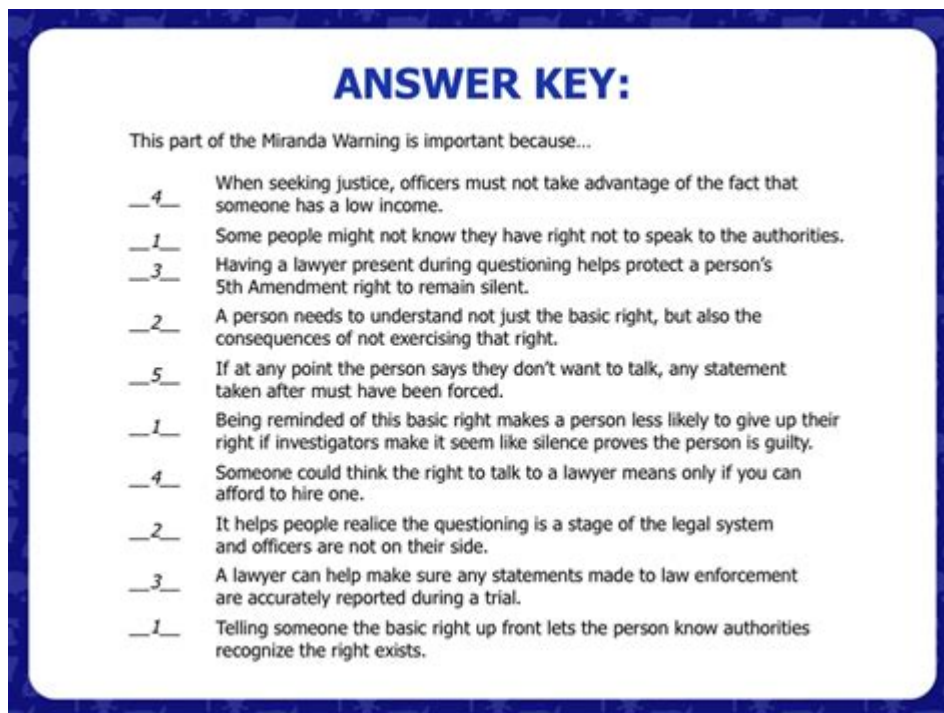 ANSWER KEY:
This part of the Miranda Warning is important because...
__4__ When seeking justice, officers must not take advantage of the fact that
someone has a low income.
__1__ Some people might not know they have right not to speak to the authorities.
__3__ Having a lawyer present during questioning helps protect a person's
5th Amendment right to remain silent.
__2__ A person needs to understand not just the basic right, but also the
consequences of not exercising that right.
__5__ If at any point the person says they don't want to talk, any statement
taken after must have been forced.
__1__ Being reminded of this basic right makes a person less likely to give up their
right if investigators make it seem like silence proves the person is guilty.
__4__ Someone could think the right to talk to a lawyer means only if you can
afford to hire one.
__2__ It helps people realice the questioning is a stage of the legal system
and officers are not on their side.
__3__ A lawyer can help make sure any statements made to law enforcement
are accurately reported during a trial.
__1__ Telling someone the basic right up front lets the person know authorities
recognize the right exists.